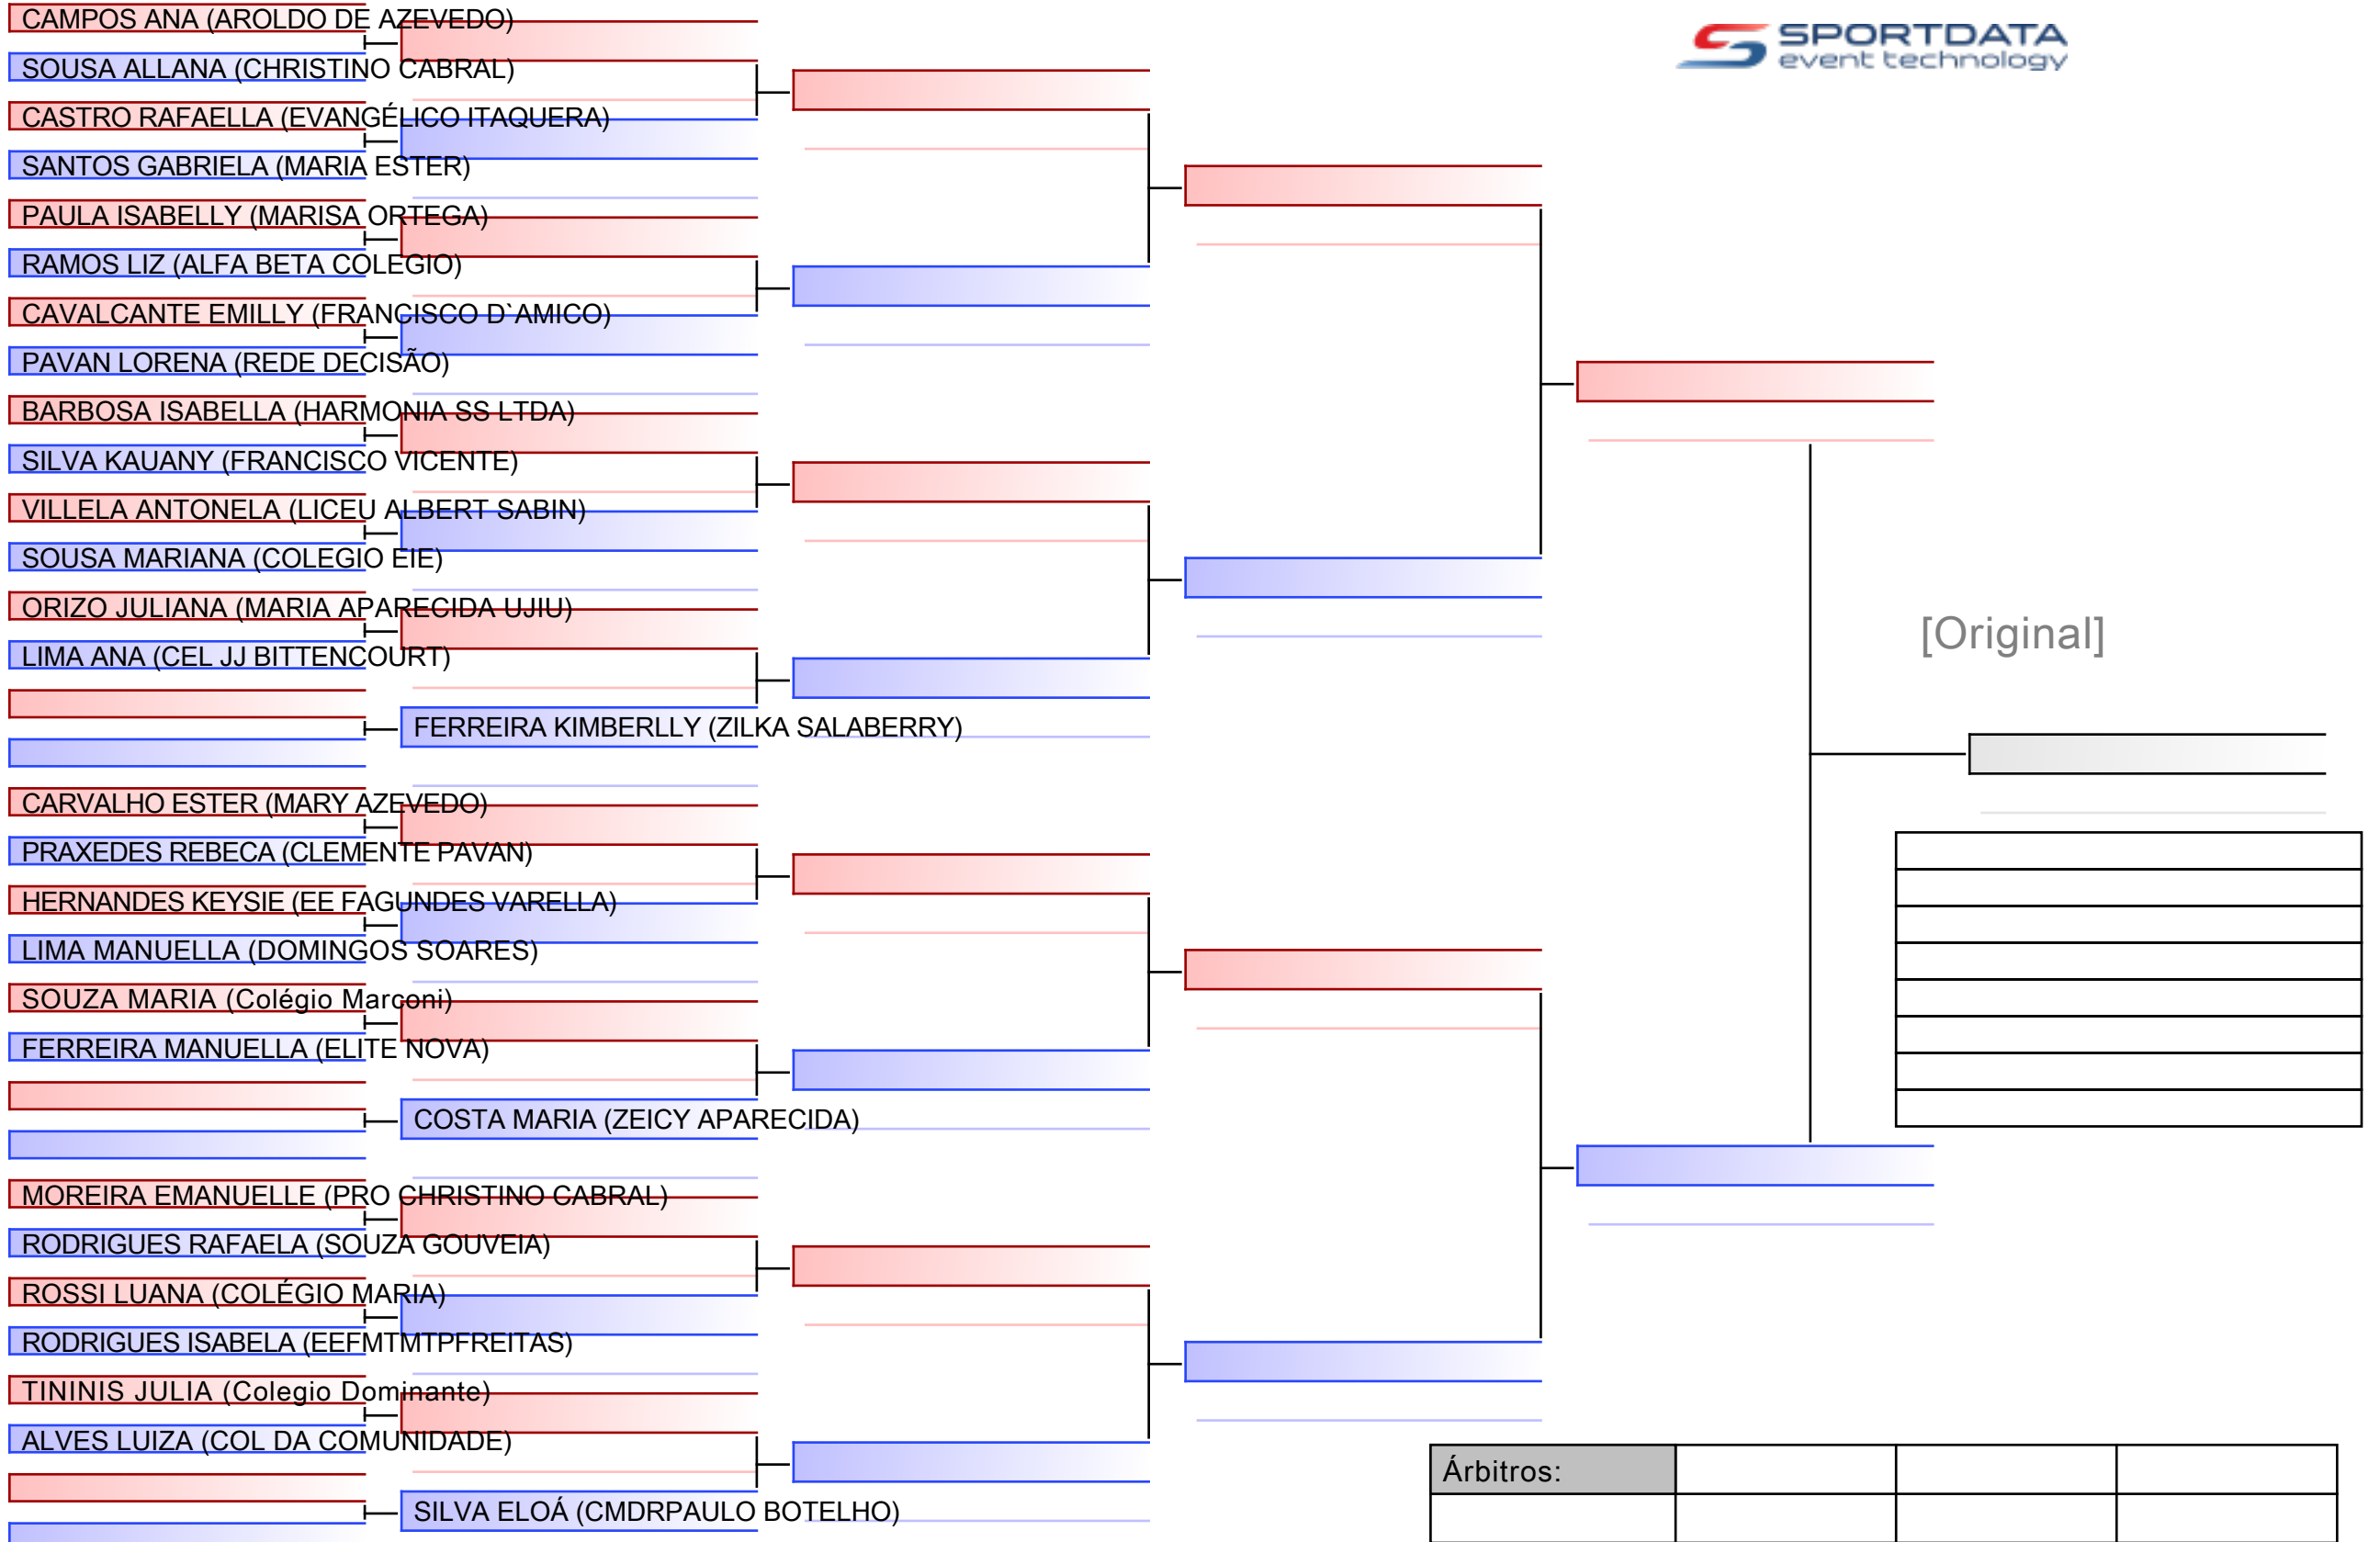 CAMPOS ANA (AROLDO DE AZEVEDO)
SPORTDATA
event technology
SOUSA ALLANA (CHRISTINO CABRAL)
CASTRO RAFAELLA (EVANGÉLICO ITAQUERA)
SANTOS GABRIELA (MARIA ESTER)
PAULA ISABELLY (MARISA ORTEGA)
RAMOS LIZ (ALFA BETA COLEGIO)
CAVALCANTE EMILLY (FRANCISCO D`AMICO)
PAVAN LORENA (REDE DECISÃO)
BARBOSA ISABELLA (HARMONIA SS LTDA)
SILVA KAUANY (FRANCISCO VICENTE)
VILLELA ANTONELA (LICEU ALBERT SABIN)
SOUSA MARIANA (COLEGIO EIE)
ORIZO JULIANA (MARIA APARECIDA UJIU)
[Original]
LIMA ANA (CEL JJ BITTENCOURT)
FERREIRA KIMBERLLY (ZILKA SALABERRY)
CARVALHO ESTER (MARY AZEVEDO)
PRAXEDES REBECA (CLEMENTE PAVAN)
HERNANDES KEYSIE (EE FAGUNDES VARELLA)
LIMA MANUELLA (DOMINGOS SOARES)
SOUZA MARIA (Colégio Marconi)
FERREIRA MANUELLA (ELITE NOVA)
COSTA MARIA (ZEICY APARECIDA)
MOREIRA EMANUELLE (PRO CHRISTINO CABRAL)
RODRIGUES RAFAELA (SOUZA GOUVEIA)
ROSSI LUANA (COLÉGIO MARIA)
RODRIGUES ISABELA (EEFMTMTPFREITAS)
TININIS JULIA (Colegio Dominante)
ALVES LUIZA (COL DA COMUNIDADE)
Árbitros:
SILVA ELOÁ (CMDRPAULO BOTELHO)